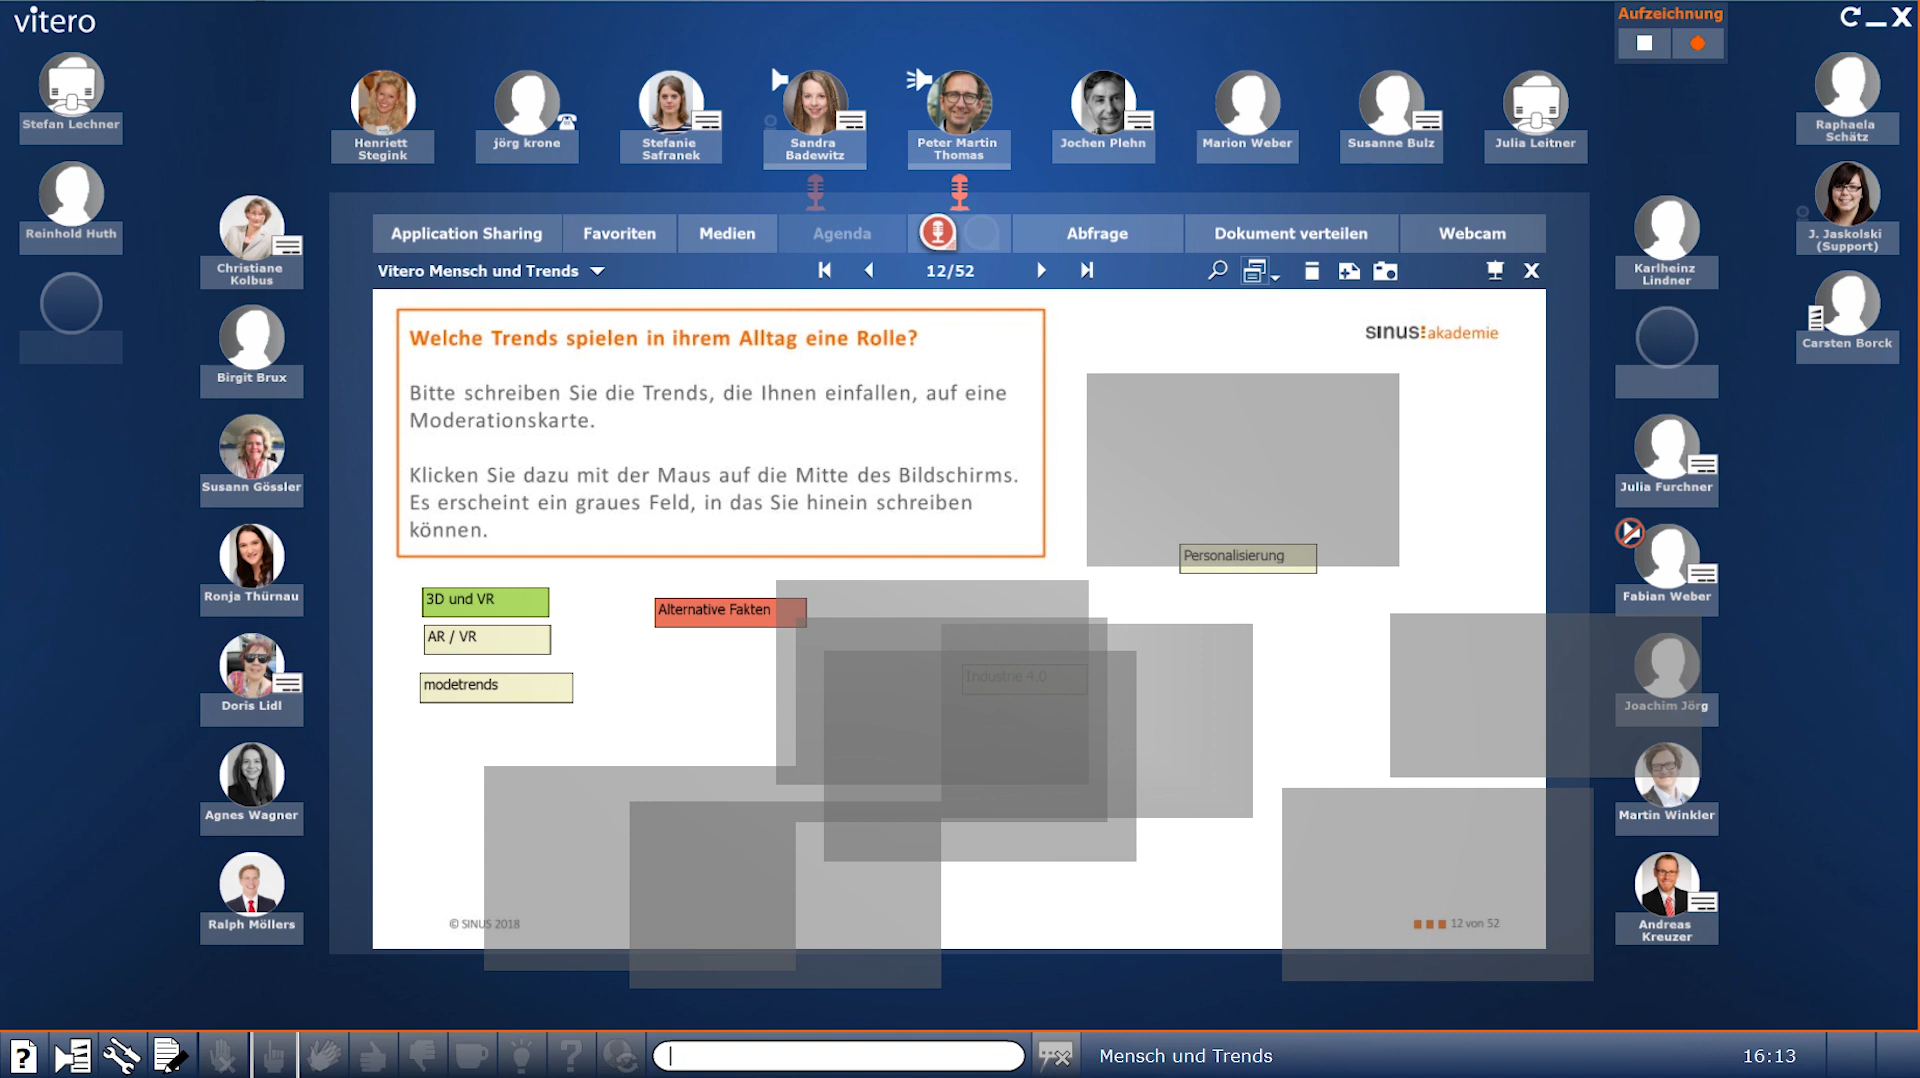 vitero
Aufzeichnung
Stefan Lechner
Reinhold Huth
Henriett
Stegink
jörg krone
Stefanie
Safranek
Sandra
Badewitz
Peter Martin
Thomas
Jochen Plehn
Marion Weber
Susanne Bulz
Julia Leitner
Raphaela
Schätz
J. Jaskolski
(Support)
Carsten Borck
Christiane
Kolbus
Birgit Brux
Susann Gössler
Ronja Thürnau
Doris Lidl
Agnes Wagner
Ralph Möllers
Application Sharing
Favoriten
Medien
Agenda
Abfrage
Dokument verteilen
Webcam
Vitero Mensch und Trends
12/52
Welche Trends spielen in ihrem Alltag eine Rolle?
Bitte schreiben Sie die Trends, die Ihnen einfallen, auf eine
Moderationskarte.
Klicken Sie dazu mit der Maus auf die Mitte des Bildschirms.
Es erscheint ein graues Feld, in das Sie hinein schreiben
können.
sinus:akademie
Personalisierung
3D und VR
Alternative Fakten
AR / VR
Industrie 4.0
modetrends
© SINUS 2018
12 von 52
Karlheinz
Lindner
Julia Furchner
Fabian Weber
Joachim Jörg
Martin Winkler
Andreas
Kreuzer
Mensch und Trends
16:13